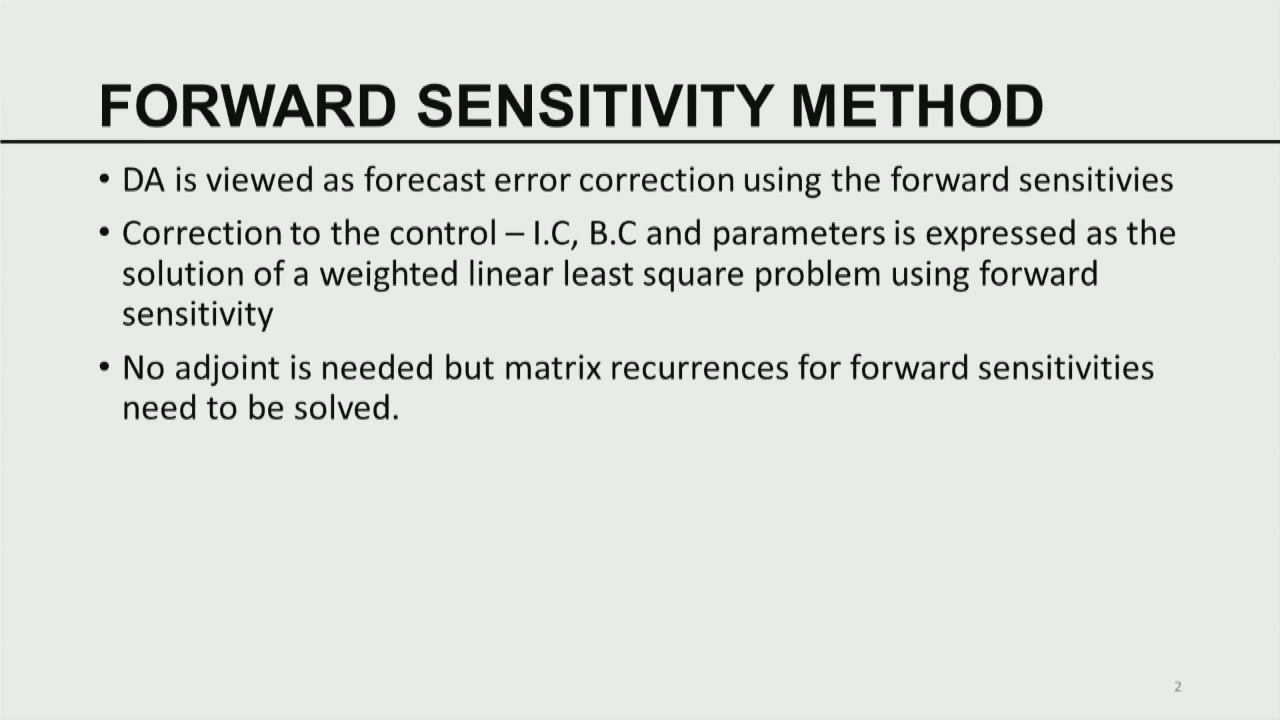 FORWARD SENSITIVITY METHOD
• DA is viewed as forecast error correction using the forward sensitivies
• Correction to the control – I.C, B.C and parameters is expressed as the
solution of a weighted linear least square problem using forward
sensitivity
• No adjoint is needed but matrix recurrences for forward sensitivities
need to be solved.
2